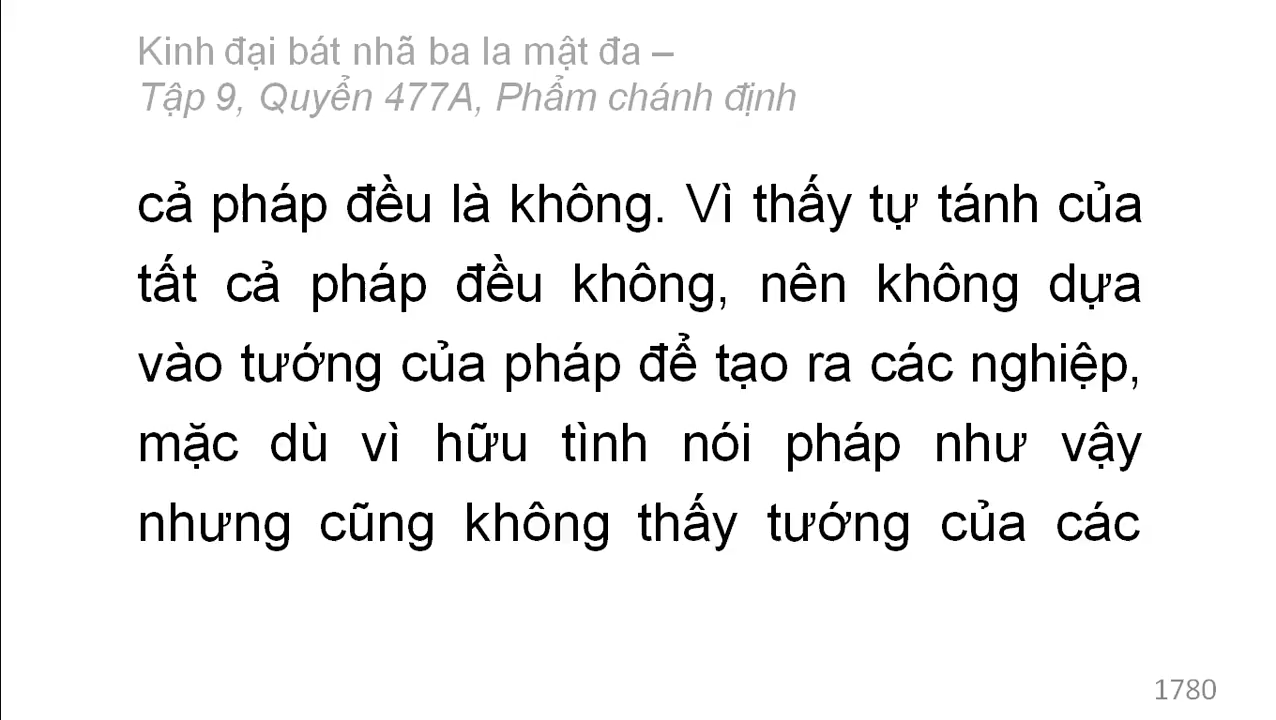 Kinh đại bát nhã ba la mật đa –
Tập 9, Quyển 477A, Phẩm chánh định
cả pháp đều là không. Vì thấy tự tánh của
tất cả pháp đều không, nên không dựa
vào tướng của pháp để tạo ra các nghiệp,
mặc dù vì hữu tình nói pháp như vậy
nhưng cũng không thấy tướng của các
1780